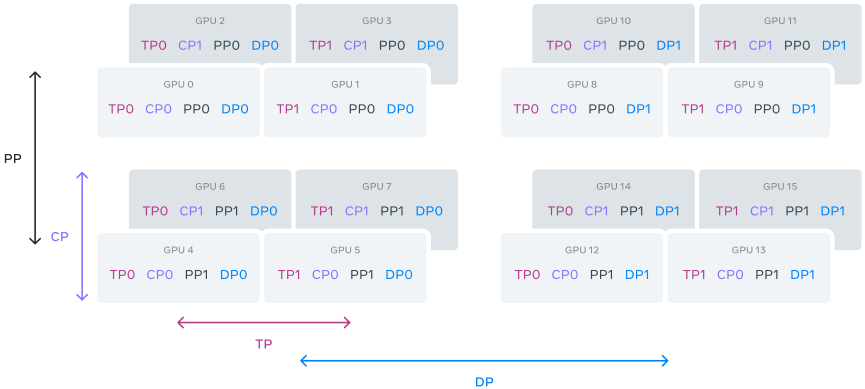 GPU 2 GPU 3 GPU 10 GPU 11
TP0 CP1 PP0 DP0 TP1 CP1 PP0 DP0 TP0 CP1 PP0 DP1 TP1 CP1 PP0 DP1
GPU 0 GPU 1 GPU 8 GPU 9
TP0 CP0 PP0 DP0 TP1 CP0 PP0 DP0 TP0 CP0 PP0 DP1 TP1 CP0 PP0 DP1
PP
GPU 6 GPU 7 GPU 14 GPU 15
TP0 CP1 PP1 DP0 TP1 CP1 PP1 DP0 TP0 CP1 PP1 DP1 TP1 CP1 PP1 DP1
CP
GPU 4 GPU 5 GPU 12 GPU 13
TP0 CP0 PP1 DP0 TP1 CP0 PP1 DP0 TP0 CP0 PP1 DP1 TP1 CP0 PP1 DP1
TP
DP